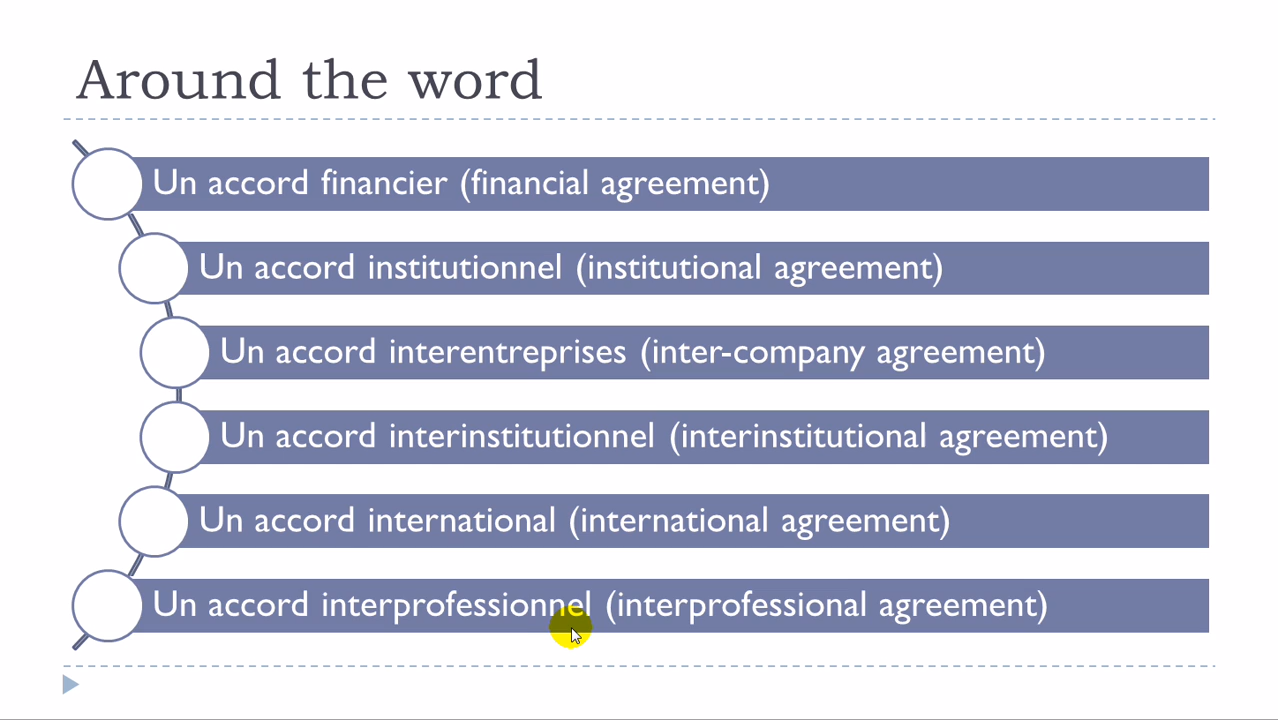 Around the word
Un accord financier (financial agreement)
Un accord institutionnel (institutional agreement)
Un accord interentreprises (inter-company agreement)
Un accord interinstitutionnel (interinstitutional agreement)
Un accord international (international agreement)
Un accord interprofessionnel (interprofessional agreement)